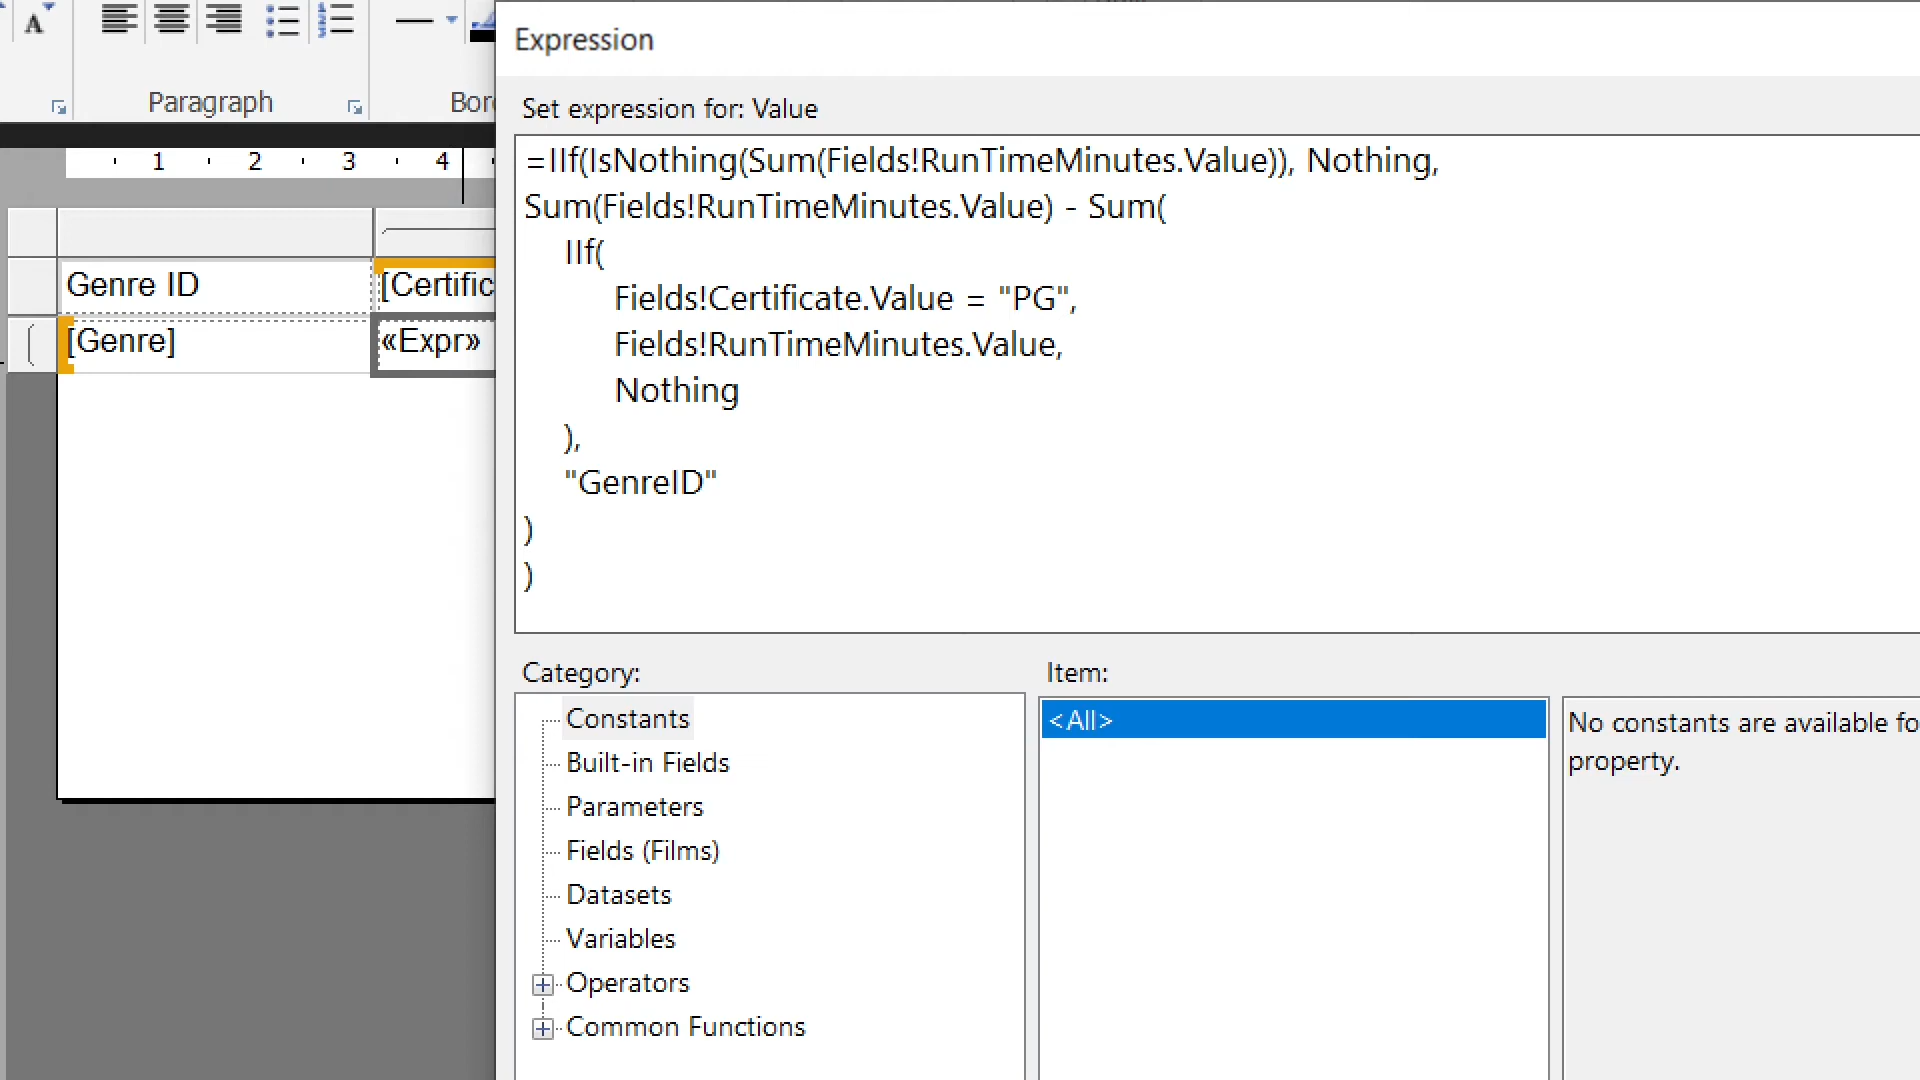 A
Paragraph
Expression
Set expression for: Value
1 2 3 4
=IIf(IsNothing(Sum(Fields!RunTimeMinutes.Value)), Nothing,
Sum(Fields!RunTimeMinutes.Value) - Sum(
IIf(
Fields!Certificate.Value = "PG",
Fields!RunTimeMinutes.Value,
Nothing
),
"GenreID"
)
)
Genre ID [Certific
[Genre] «Expr»
Category:
Item:
Constants
Built-in Fields
Parameters
Fields (Films)
Datasets
Variables
Operators
Common Functions
<All>
No constants are available fo
property.